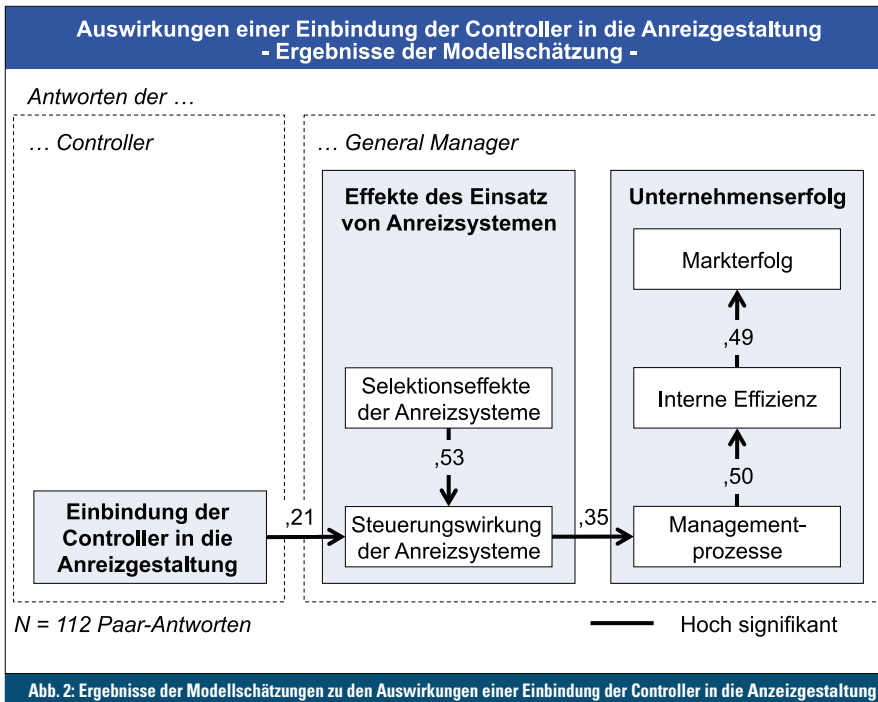 Auswirkungen einer Einbindung der Controller in die Anreizgestaltung
- Ergebnisse der Modellschätzung -
Antworten der …
… Controller
… General Manager
Effekte des Einsatz
von Anreizsystemen
Unternehmenserfolg
Markterfolg
,49
Selektionseffekte
der Anreizsysteme
Interne Effizienz
,53
,50
Einbindung der
Controller in die
Anreizgestaltung
,21
Steuerungswirkung
der Anreizsysteme
,35
Management-
prozesse
N = 112 Paar-Antworten
Hoch signifikant
Abb. 2: Ergebnisse der Modellschätzungen zu den Auswirkungen einer Einbindung der Controller in die Anzeizgestaltung